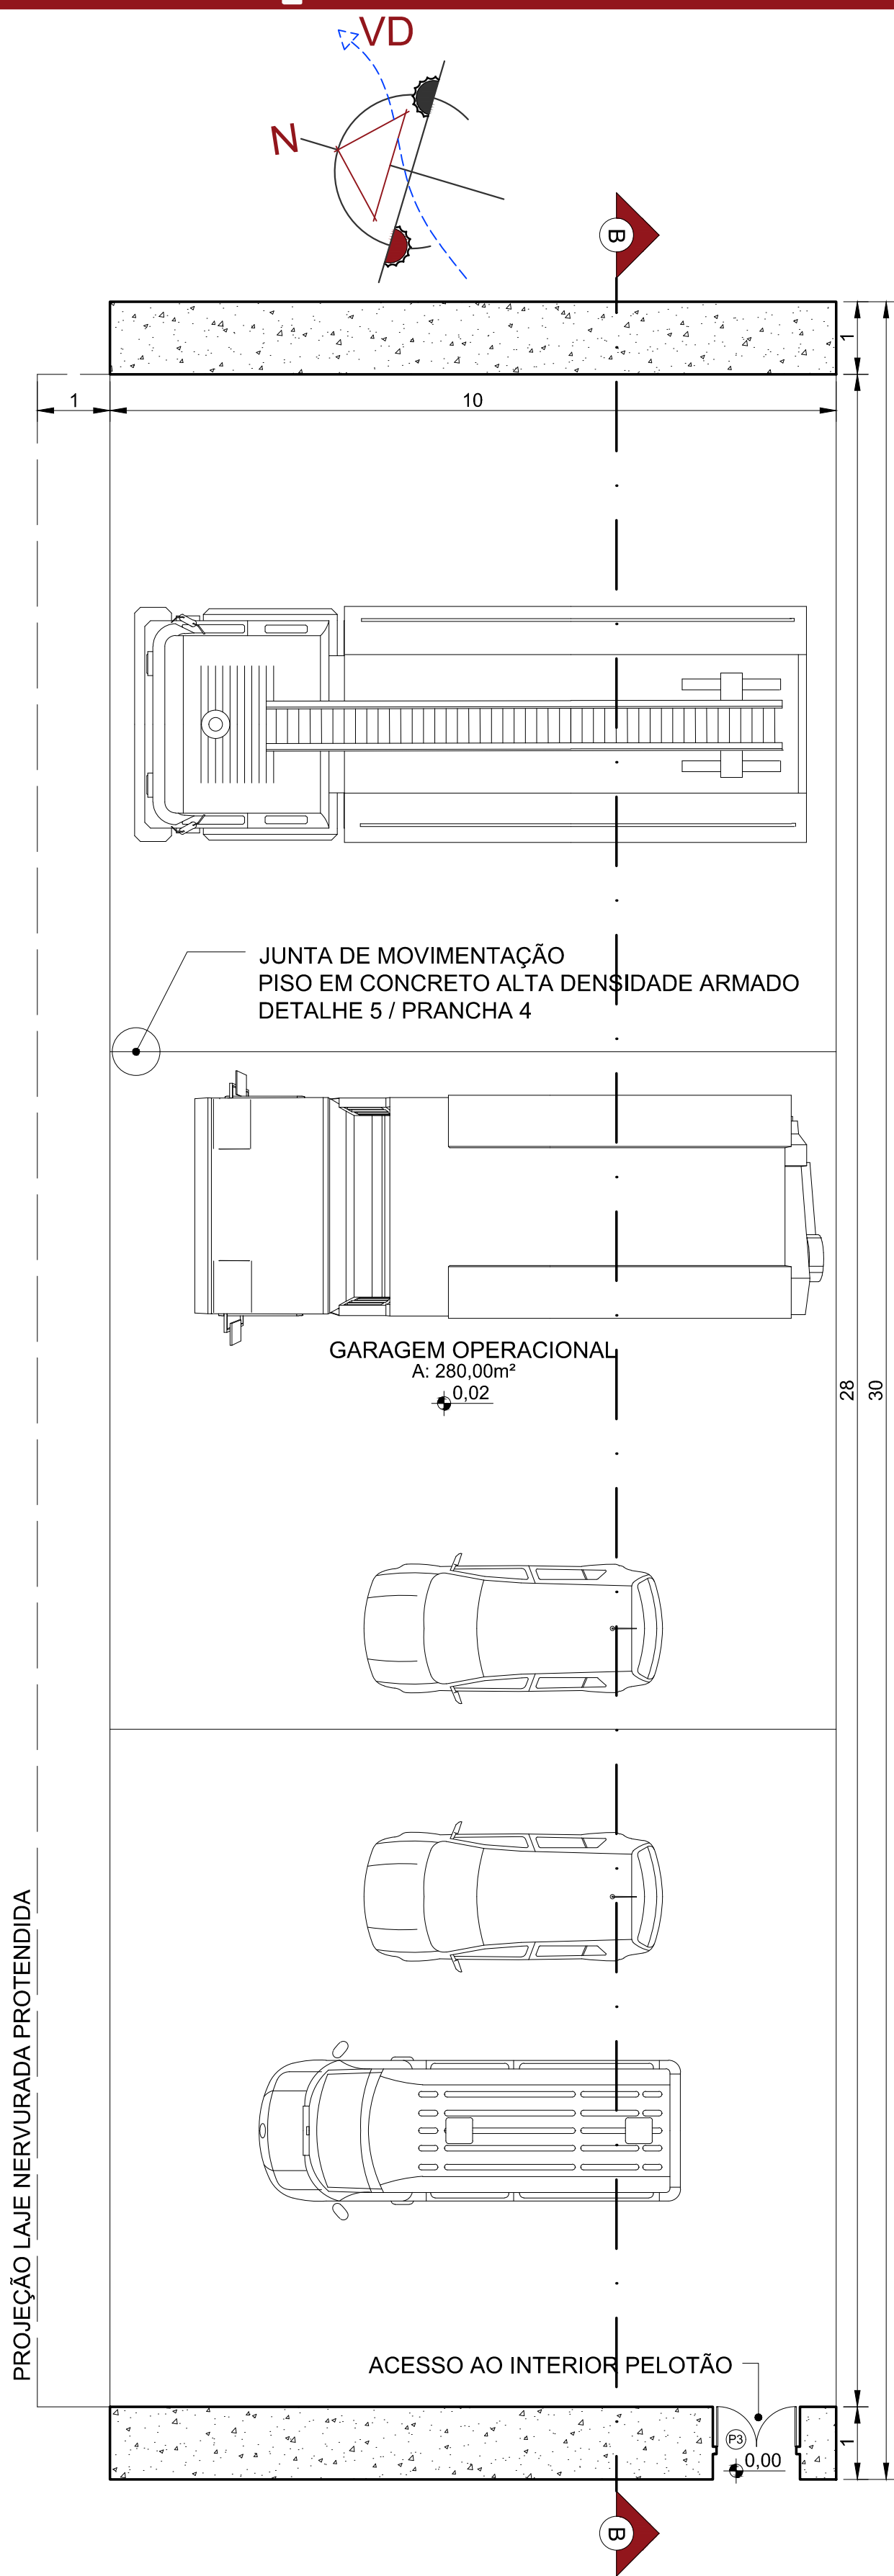 VD
N
B
1
1
10
JUNTA DE MOVIMENTAÇÃO
PISO EM CONCRETO ALTA DENSIDADE ARMADO
DETALHE 5 / PRANCHA 4
GARAGEM OPERACIONAL
A: 280,00m²
0,02
28
30
PROJEÇÃO LAJE NERVURADA PROTENDIDA
ACESSO AO INTERIOR PELOTÃO
P3
1
0,00
B